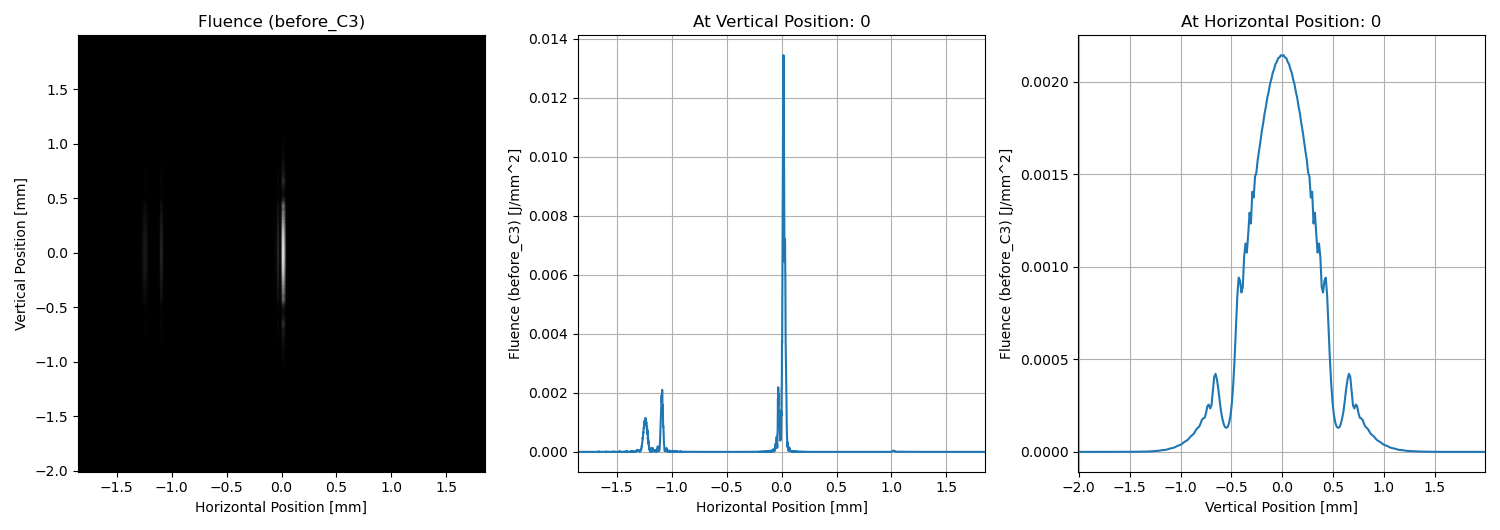 Fluence (before_C3)
Vertical Position [mm]
1.5
1.0
0.5
0.0
−0.5
−1.0
−1.5
−2.0
−1.5 −1.0 −0.5 0.0 0.5 1.0 1.5
Horizontal Position [mm]
At Vertical Position: 0
Fluence (before_C3) [J/mm^2]
0.014
0.012
0.010
0.008
0.006
0.004
0.002
0.000
−1.5 −1.0 −0.5 0.0 0.5 1.0 1.5
Horizontal Position [mm]
At Horizontal Position: 0
Fluence (before_C3) [J/mm^2]
0.0020
0.0015
0.0010
0.0005
0.0000
−2.0 −1.5 −1.0 −0.5 0.0 0.5 1.0 1.5
Vertical Position [mm]